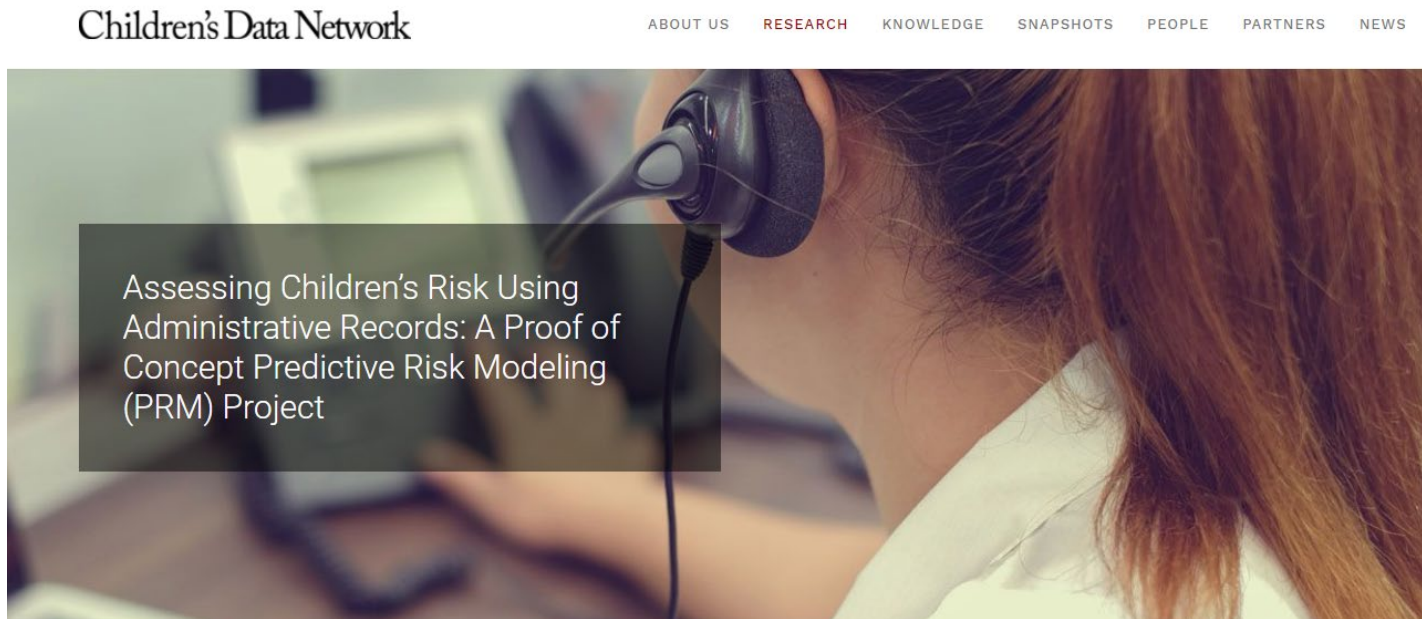 Children's Data Network
ABOUT US RESEARCH KNOWLEDGE SNAPSHOTS PEOPLE PARTNERS NEWS
Assessing Children's Risk Using
Administrative Records: A Proof of
Concept Predictive Risk Modeling
(PRM) Project